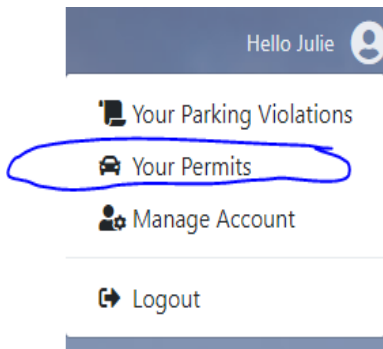 Hello Julie
Your Parking Violations
Your Permits
Manage Account
Logout